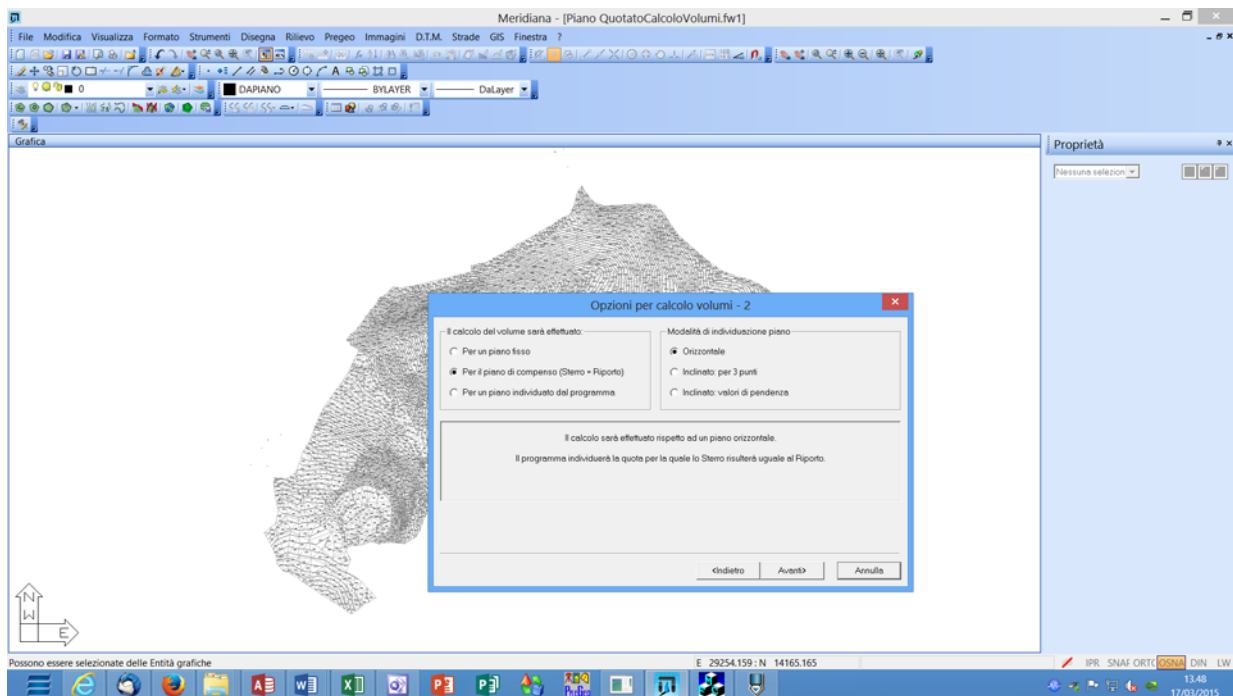 Meridiana - [Piano QuotatoCalcoloVolumi.fw1]
File Modifica Visualizza Formato Strumenti Disegna Rilievo Pregeo Immagini D.T.M. Strade GIS Finestra ?
0 DAPIANO BYLAYER DaLayer
Grafica
Proprietà
Nessuna selezion
Opzioni per calcolo volumi - 2
Il calcolo del volume sarà effettuato:
Per un piano fisso
Per il piano di compenso (Sterro = Riporto)
Per un piano individuato dal programma
Modalità di individuazione piano
Orizzontale
Inclinato: per 3 punti
Inclinato: valori di pendenza
Il calcolo sarà effettuato rispetto ad un piano orizzontale.
Il programma individuerà la quota per la quale lo Sterro risulterà uguale al Riporto.
<Indietro Avanti> Annulla
N
W
E
Possono essere selezionate delle Entità grafiche
E 29254.159 : N 14165.165
IPR SNAF ORTC OSNA DIN LW
13.48
17/03/2015